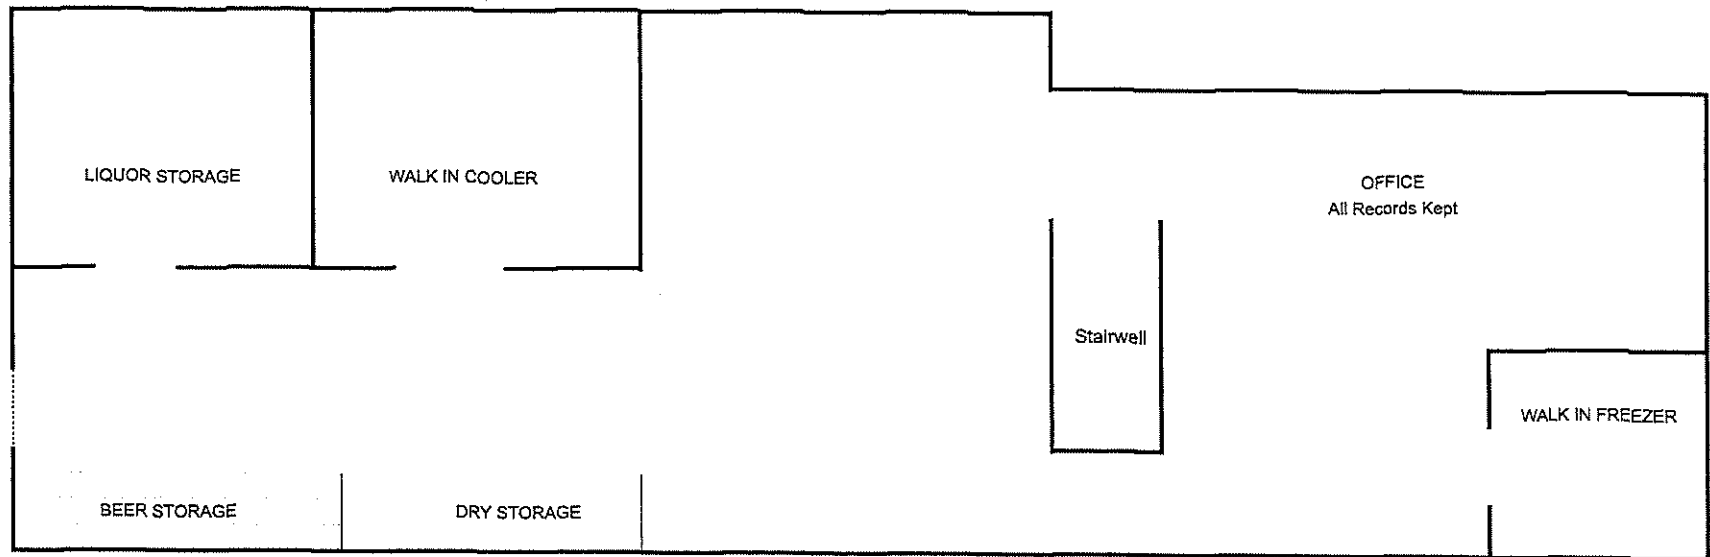 LIQUOR STORAGE
WALK IN COOLER
OFFICE
All Records Kept
Stairwell
WALK IN FREEZER
BEER STORAGE
DRY STORAGE